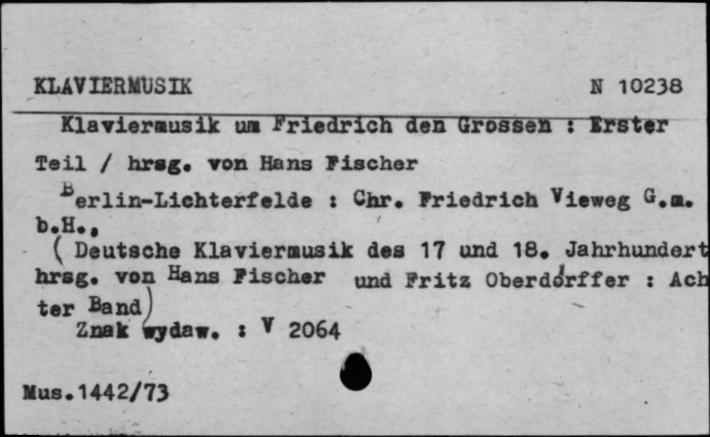 KLAVIERMUSIK N 10238
Klaviermusik um Friedrich den Grossen : Erster
Teil / hrsg. von Hans Fischer
Berlin-Lichterfelde : Chr. Friedrich Vieweg G.m.
b.H.,
( Deutsche Klaviermusik des 17 und 18. Jahrhundert
hrsg. von Hans Fischer und Fritz Oberdörffer : Ach
ter Band)
Znak wydaw. : V 2064
Mus.1442/73